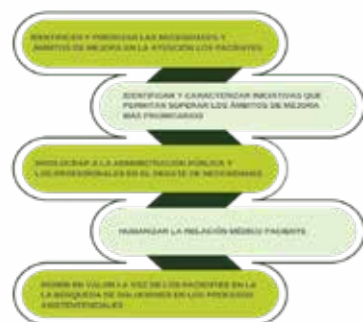 IDENTIFICAR Y PRIORIZAR LAS NECESIDADES Y
ÁMBITOS DE MEJORA EN LA ATENCIÓN LOS PACIENTES
IDENTIFICAR Y CARACTERIZAR INICIATIVAS QUE
PERMITAN SUPERAR LOS ÁMBITOS DE MEJORA
MÁS PRIORITARIOS
INVOLUCRAR A LA ADMINISTRACIÓN PÚBLICA Y
LOS PROFESIONALES EN EL DEBATE DE NECESIDADES
HUMANIZAR LA RELACIÓN MÉDICO PACIENTE
PONER EN VALOR LA VOZ DE LOS PACIENTES EN LA
LA BÚSQUEDA DE SOLUCIONES EN LOS PROCESOS
ASISTENCIALES